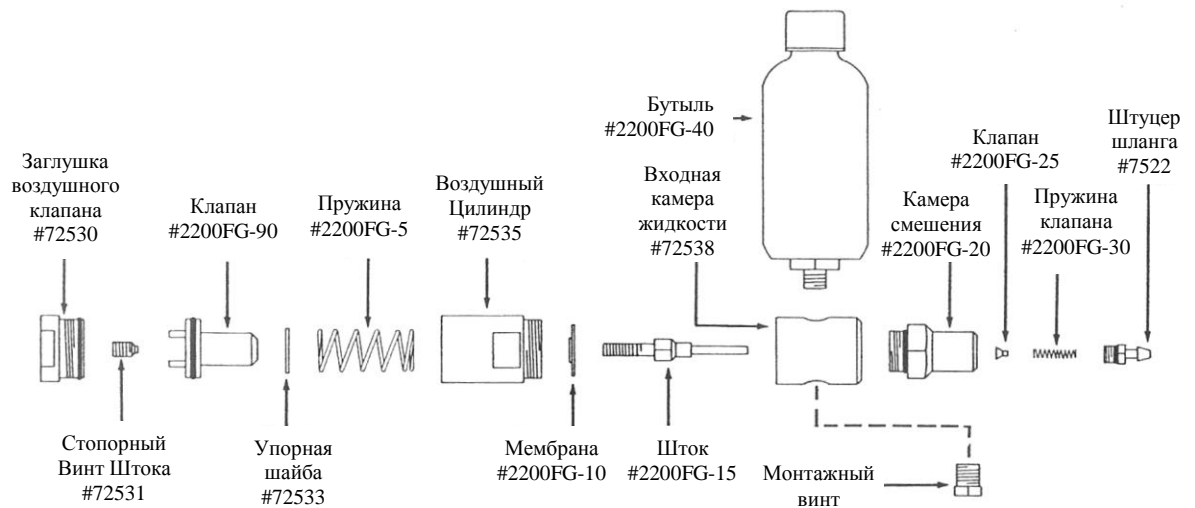 Бутыль
#2200FG-40
Клапан
#2200FG-25
Штуцер
шланга
#7522
Заглушка
воздушного
клапана
#72530
Клапан
#2200FG-90
Пружина
#2200FG-5
Воздушный
Цилиндр
#72535
Входная
камера
жидкости
#72538
Камера
смешения
#2200FG-20
Пружина
клапана
#2200FG-30
Стопорный
Винт Штока
#72531
Упорная
шайба
#72533
Мембрана
#2200FG-10
Шток
#2200FG-15
Монтажный
винт